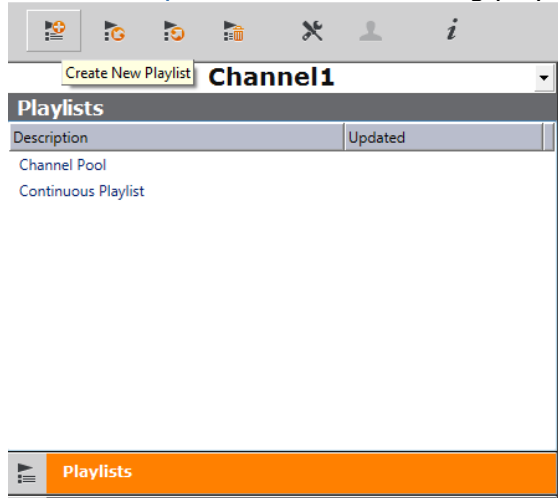 i
Create New Playlist
Channel1
Playlists
Description Updated
Channel Pool
Continuous Playlist
Playlists